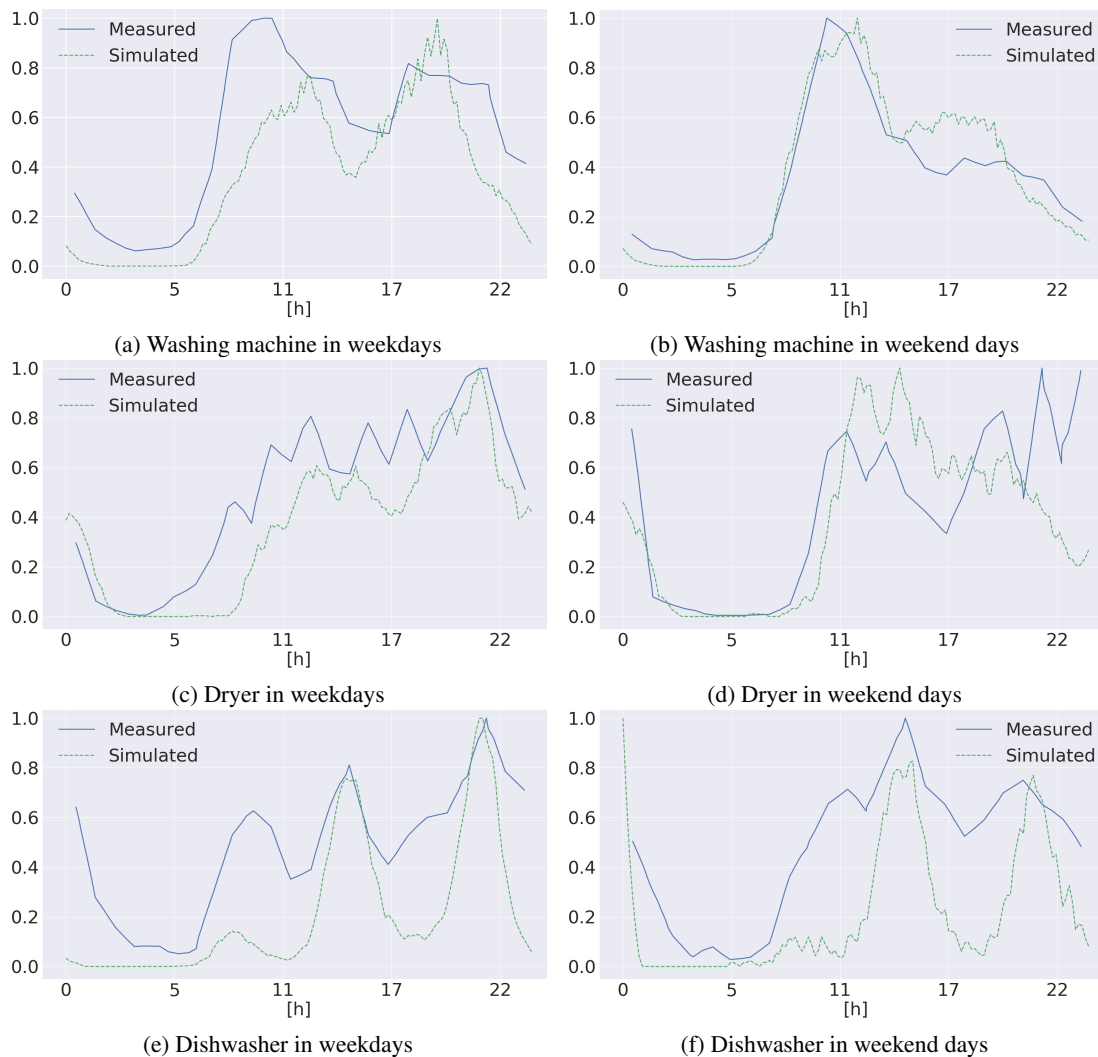 1.0
0.8
0.6
0.4
0.2
0.0
Measured
Simulated
0 5 11 17 22
[h]
(a) Washing machine in weekdays
1.0
0.8
0.6
0.4
0.2
0.0
Measured
Simulated
0 5 11 17 22
[h]
(b) Washing machine in weekend days
1.0
0.8
0.6
0.4
0.2
0.0
Measured
Simulated
0 5 11 17 22
[h]
(c) Dryer in weekdays
1.0
0.8
0.6
0.4
0.2
0.0
Measured
Simulated
0 5 11 17 22
[h]
(d) Dryer in weekend days
1.0
0.8
0.6
0.4
0.2
0.0
Measured
Simulated
0 5 11 17 22
[h]
(e) Dishwasher in weekdays
1.0
0.8
0.6
0.4
0.2
0.0
Measured
Simulated
0 5 11 17 22
[h]
(f) Dishwasher in weekend days